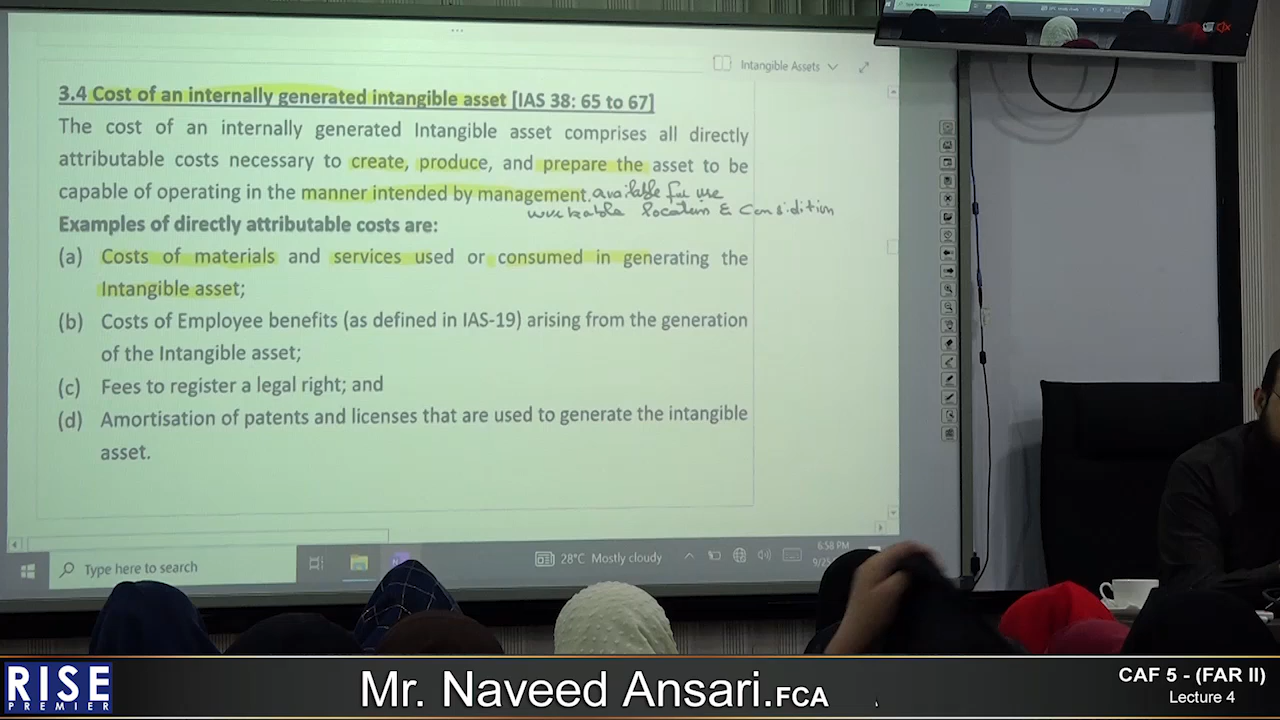 Intangible Assets
3.4 Cost of an internally generated intangible asset [IAS 38: 65 to 67]
The cost of an internally generated Intangible asset comprises all directly
attributable costs necessary to create, produce, and prepare the asset to be
capable of operating in the manner intended by management. available for use
workable location & Considition
Examples of directly attributable costs are:
(a) Costs of materials and services used or consumed in generating the
Intangible asset;
(b) Costs of Employee benefits (as defined in IAS-19) arising from the generation
of the Intangible asset;
(c) Fees to register a legal right; and
(d) Amortisation of patents and licenses that are used to generate the intangible
asset.
Type here to search
28°C Mostly cloudy
6:58 PM
RISE
PREMIER
Mr. Naveed Ansari.FCA
CAF 5 - (FAR II)
Lecture 4